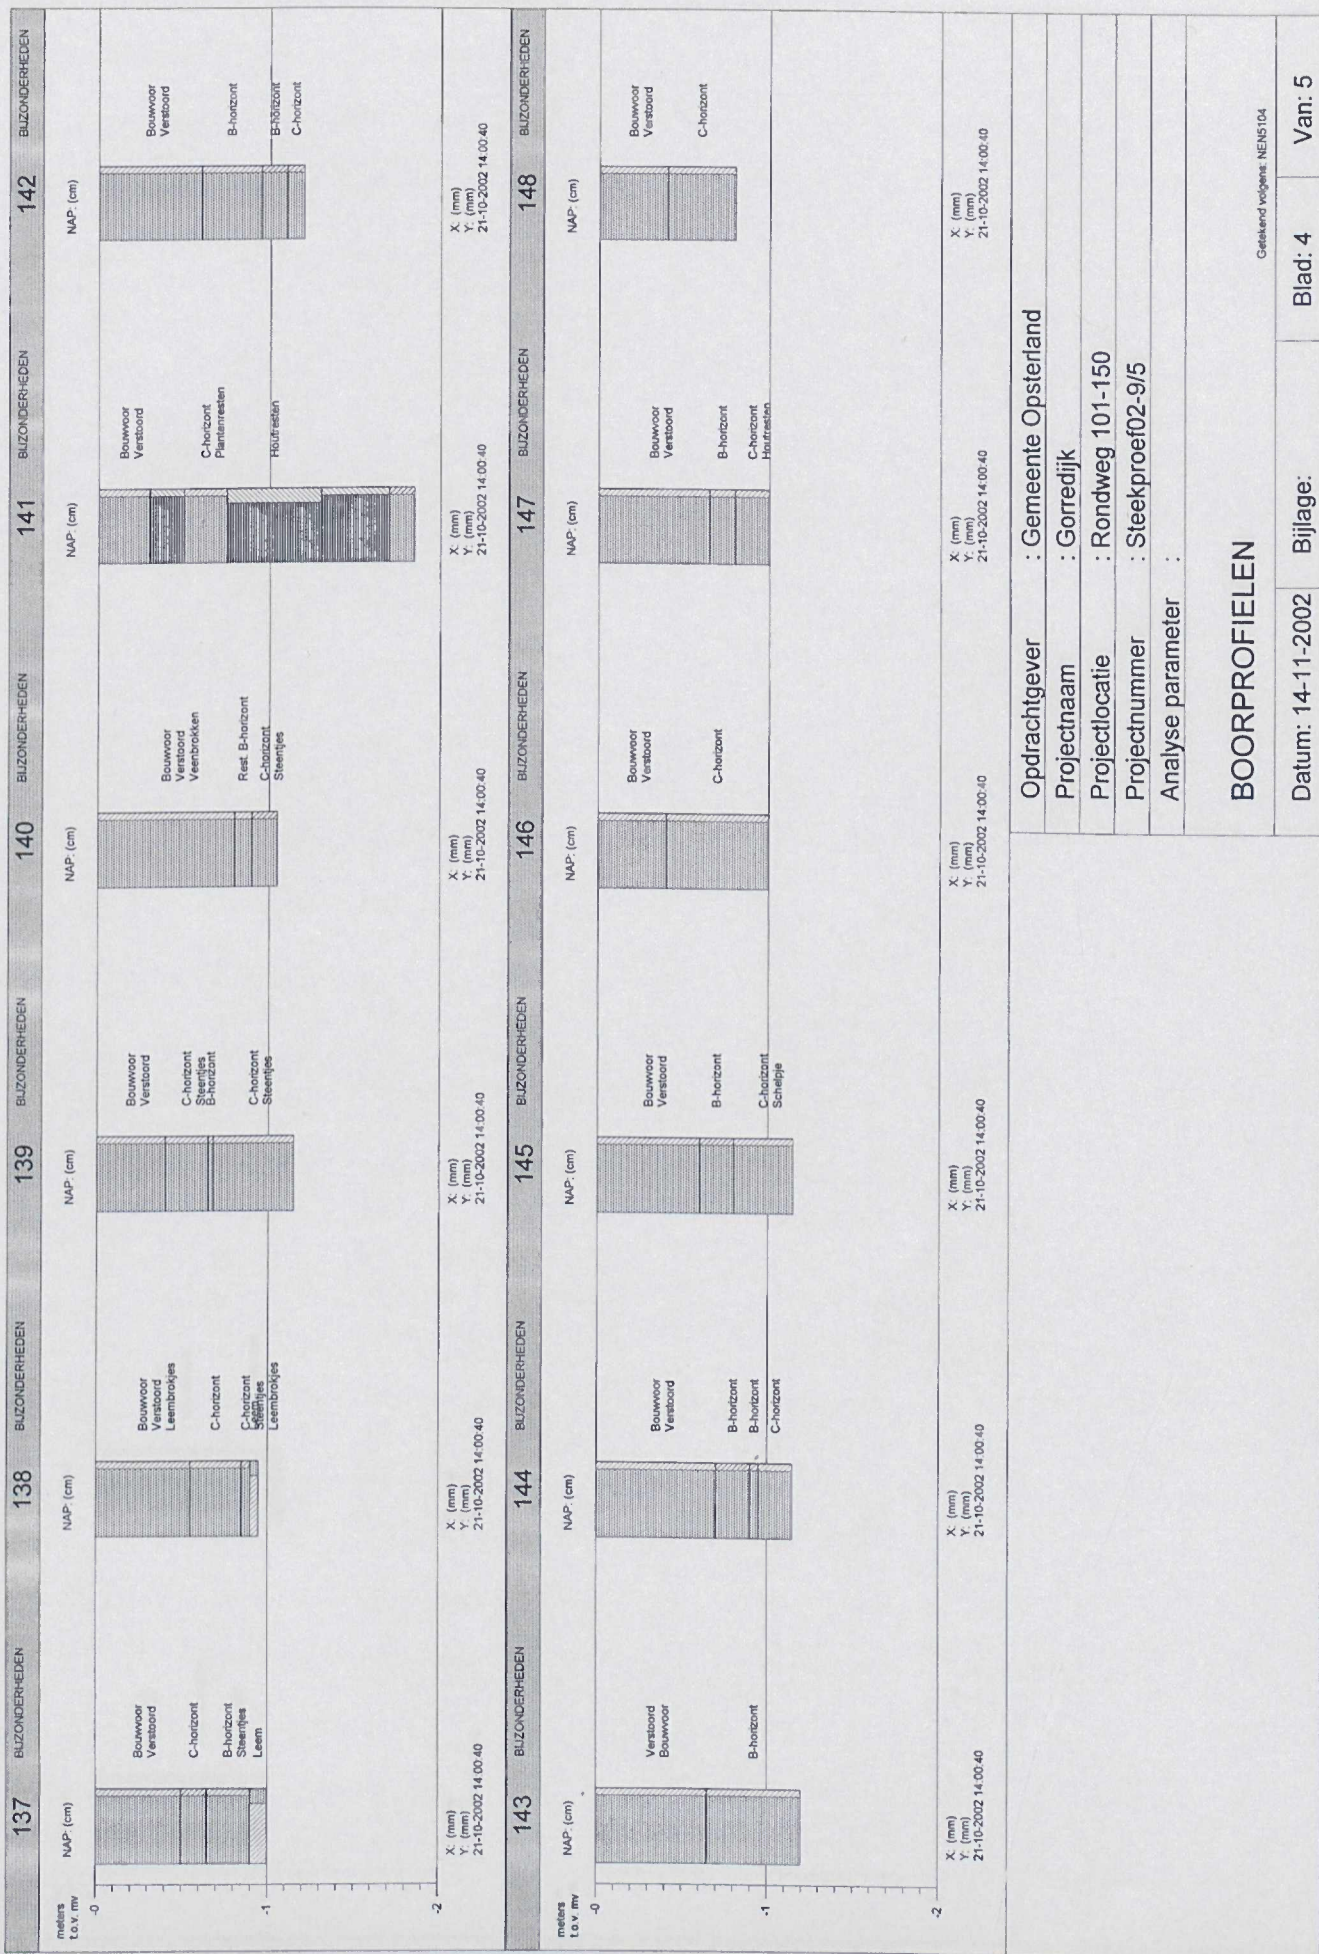 137 BIJZONDERHEDEN 138 BIJZONDERHEDEN 139 BIJZONDERHEDEN 140 BIJZONDERHEDEN 141 BIJZONDERHEDEN 142 BIJZONDERHEDEN
meters
t.o.v. mv
-0
-1
-2
NAP: (cm)
Bouwvoor
Verstoord
C-horizont
B-horizont
Steentjes
Leem
X: (mm)
Y: (mm)
21-10-2002 14:00:40
NAP: (cm)
Bouwvoor
Verstoord
Leembrokjes
C-horizont
C-horizont
Leem
Steentjes
Leembrokjes
X: (mm)
Y: (mm)
21-10-2002 14:00:40
NAP: (cm)
Bouwvoor
Verstoord
C-horizont
Steentjes
B-horizont
C-horizont
Steentjes
X: (mm)
Y: (mm)
21-10-2002 14:00:40
NAP: (cm)
Bouwvoor
Verstoord
Veenbrokken
Rest. B-horizont
C-horizont
Steentjes
X: (mm)
Y: (mm)
21-10-2002 14:00:40
NAP: (cm)
Bouwvoor
Verstoord
C-horizont
Plantenresten
Houtresten
X: (mm)
Y: (mm)
21-10-2002 14:00:40
NAP: (cm)
Bouwvoor
Verstoord
B-horizont
B-horizont
C-horizont
X: (mm)
Y: (mm)
21-10-2002 14:00:40
143 BIJZONDERHEDEN 144 BIJZONDERHEDEN 145 BIJZONDERHEDEN 146 BIJZONDERHEDEN 147 BIJZONDERHEDEN 148 BIJZONDERHEDEN
meters
t.o.v. mv
-0
-1
-2
NAP: (cm)
Verstoord
Bouwvoor
B-horizont
X: (mm)
Y: (mm)
21-10-2002 14:00:40
NAP: (cm)
Bouwvoor
Verstoord
B-horizont
B-horizont
C-horizont
X: (mm)
Y: (mm)
21-10-2002 14:00:40
NAP: (cm)
Bouwvoor
Verstoord
B-horizont
C-horizont
Schelpje
X: (mm)
Y: (mm)
21-10-2002 14:00:40
NAP: (cm)
Bouwvoor
Verstoord
C-horizont
X: (mm)
Y: (mm)
21-10-2002 14:00:40
NAP: (cm)
Bouwvoor
Verstoord
B-horizont
C-horizont
Houtresten
X: (mm)
Y: (mm)
21-10-2002 14:00:40
NAP: (cm)
Bouwvoor
Verstoord
C-horizont
X: (mm)
Y: (mm)
21-10-2002 14:00:40
Opdrachtgever : Gemeente Opsterland
Projectnaam : Gorredijk
Projectlocatie : Rondweg 101-150
Projectnummer : Steekproef02-9/5
Analyse parameter :
BOORPROFIELEN
Getekend volgens: NEN5104
Datum: 14-11-2002 Bijlage: Blad: 4 Van: 5